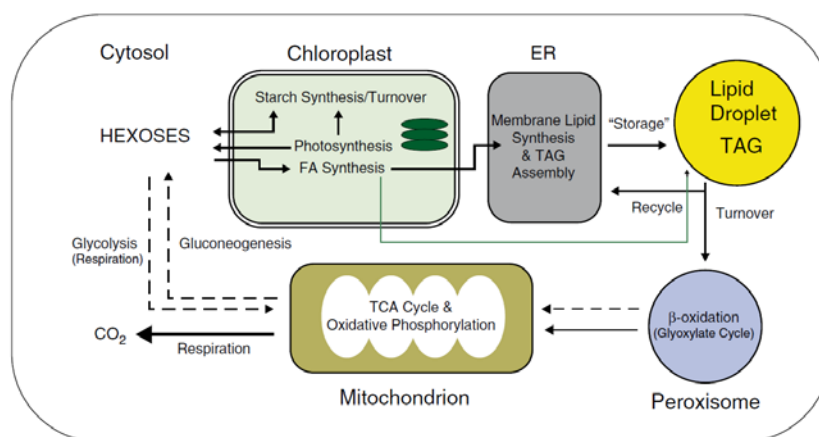 Cytosol
Chloroplast
ER
Starch Synthesis/Turnover
HEXOSES
Photosynthesis
FA Synthesis
Membrane Lipid
Synthesis
& TAG
Assembly
"Storage"
Lipid
Droplet
TAG
Recycle
Turnover
Glycolysis
(Respiration)
Gluconeogenesis
TCA Cycle &
Oxidative Phosphorylation
β-oxidation
(Glyoxylate Cycle)
CO₂
Respiration
Mitochondrion
Peroxisome